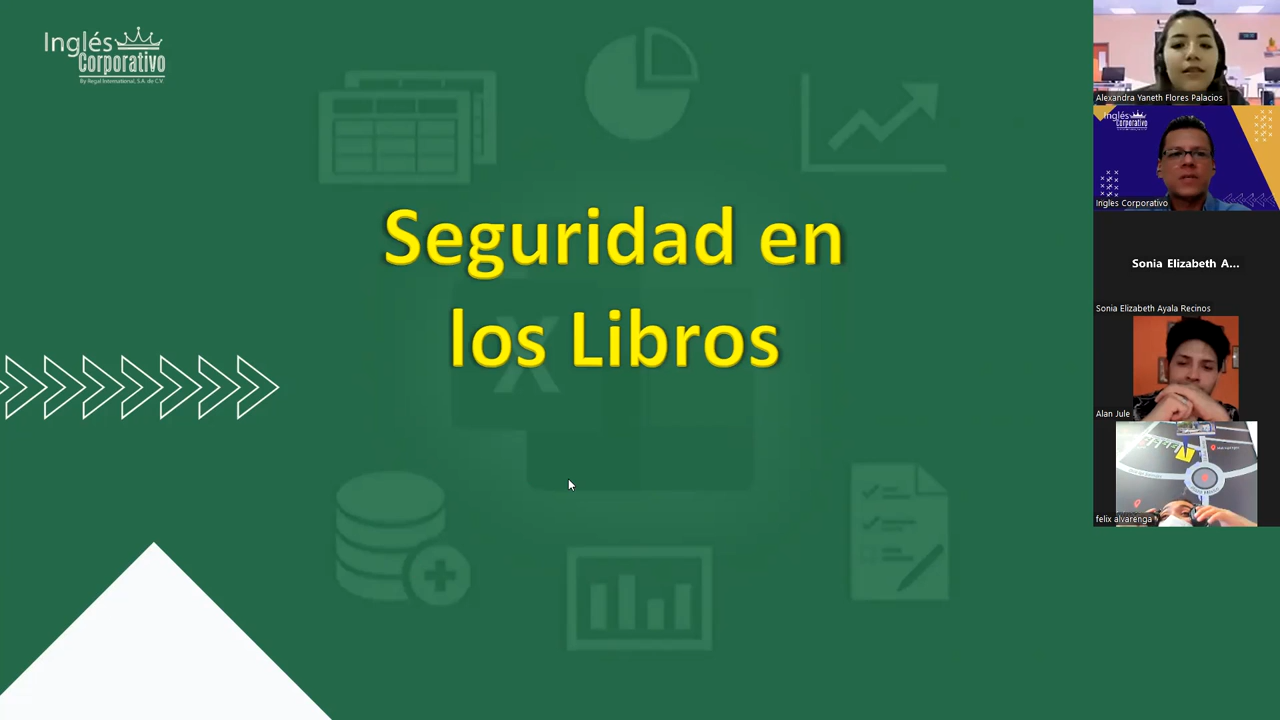 Inglés
Corporativo
By Regal International, S.A. de C.V.
Seguridad en
los Libros
X
Alexandra Yaneth Flores Palacios
Inglés
Corporativo
Ingles Corporativo
Sonia Elizabeth A...
Sonia Elizabeth Ayala Recinos
Alan Jule
felix alvarenga